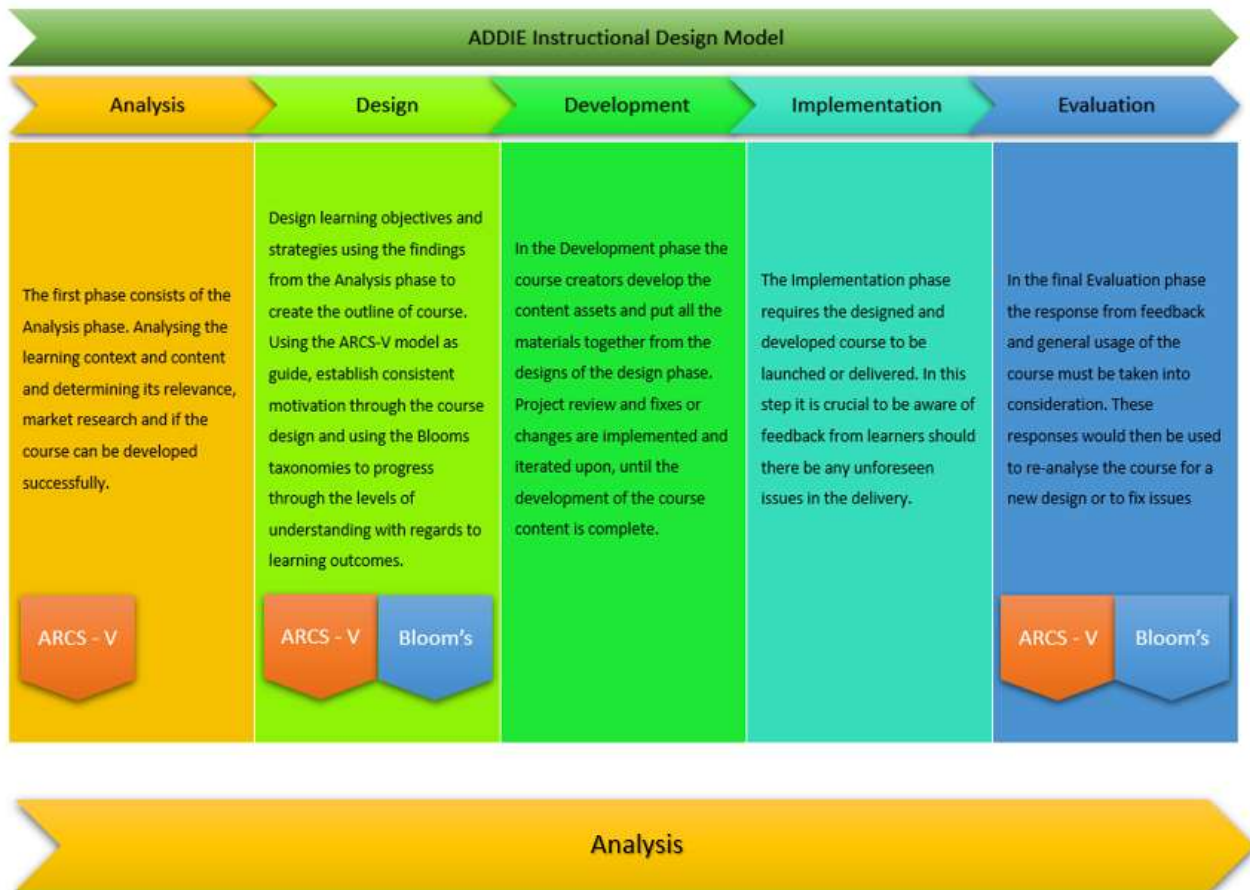 ADDIE Instructional Design Model
Analysis
Design
Development
Implementation
Evaluation
The first phase consists of the
Analysis phase. Analysing the
learning context and content
and determining its relevance,
market research and if the
course can be developed
successfully.
ARCS - V
Design learning objectives and
strategies using the findings
from the Analysis phase to
create the outline of course.
Using the ARCS-V model as
guide, establish consistent
motivation through the course
design and using the Blooms
taxonomies to progress
through the levels of
understanding with regards to
learning outcomes.
ARCS - V
Bloom's
In the Development phase the
course creators develop the
content assets and put all the
materials together from the
designs of the design phase.
Project review and fixes or
changes are implemented and
iterated upon, until the
development of the course
content is complete.
The Implementation phase
requires the designed and
developed course to be
launched or delivered. In this
step it is crucial to be aware of
feedback from learners should
there be any unforeseen
issues in the delivery.
In the final Evaluation phase
the response from feedback
and general usage of the
course must be taken into
consideration. These
responses would then be used
to re-analyse the course for a
new design or to fix issues
ARCS - V
Bloom's
Analysis